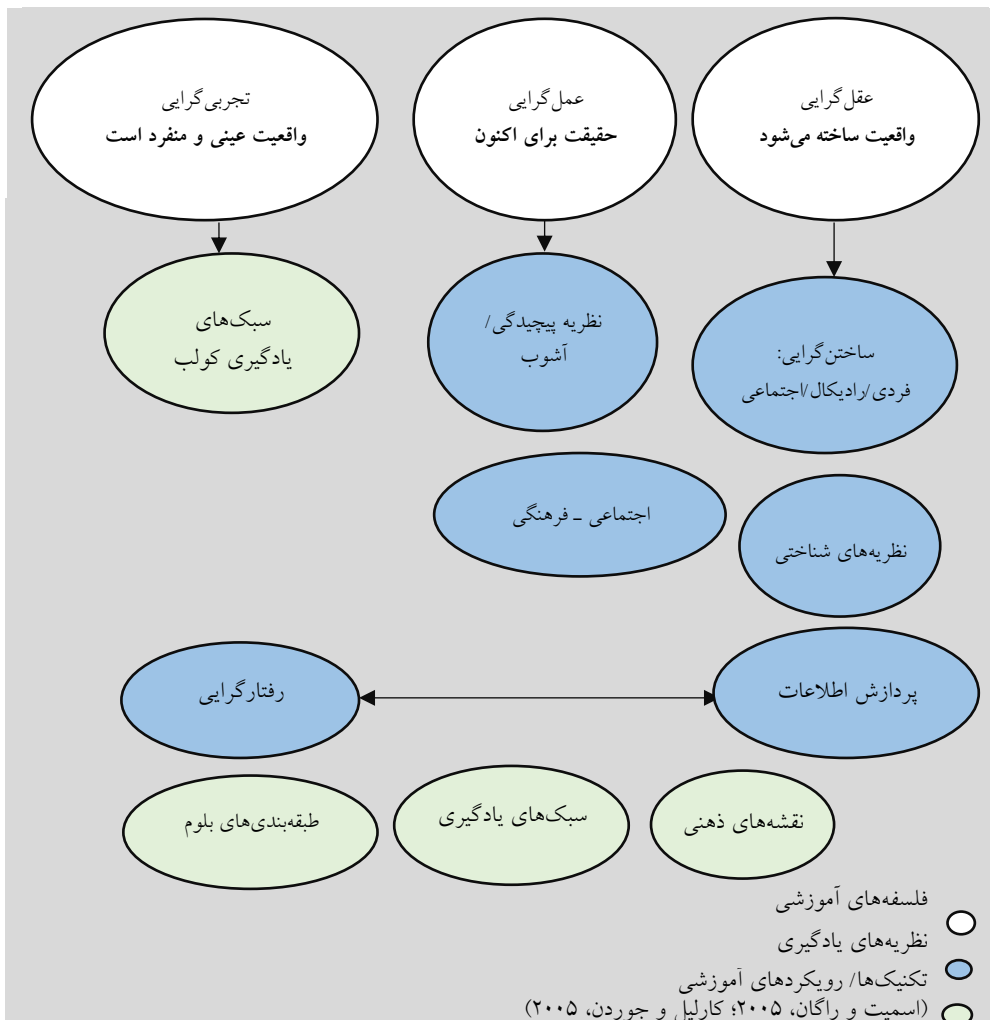 عقل‌گرایی
واقعیت ساخته می‌شود
عمل‌گرایی
حقیقت برای اکنون
تجربی‌گرایی
واقعیت عینی و منفرد است
ساختن‌گرایی:
فردی/رادیکال/اجتماعی
نظریه پیچیدگی/
آشوب
سبک‌های
یادگیری کولب
نظریه‌های شناختی
اجتماعی – فرهنگی
پردازش اطلاعات
رفتارگرایی
نقشه‌های ذهنی
سبک‌های یادگیری
طبقه‌بندی‌های بلوم
فلسفه‌های آموزشی
نظریه‌های یادگیری
تکنیک‌ها/ رویکردهای آموزشی
(اسمیت و راگان، ۲۰۰۵؛ کارلیل و جوردن، ۲۰۰۵)